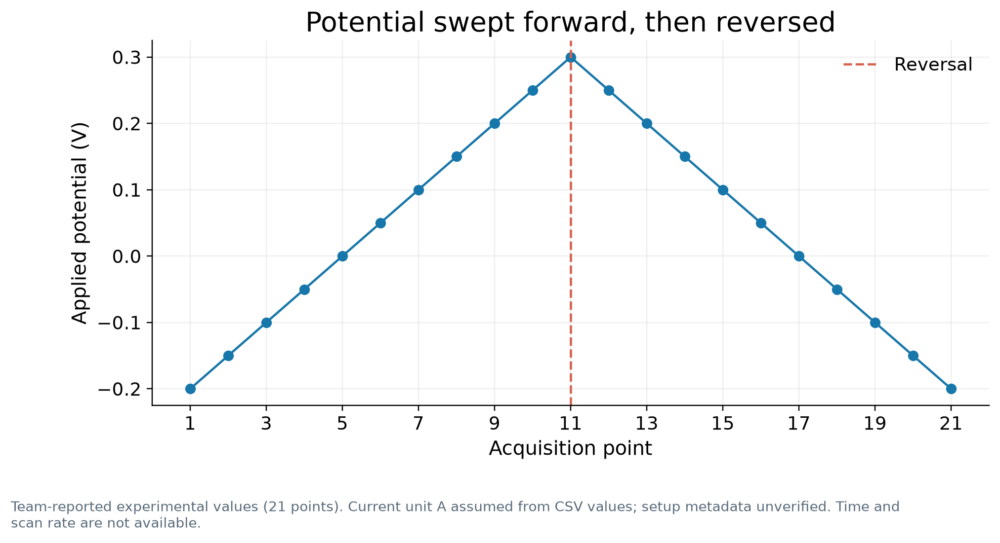 Potential swept forward, then reversed
0.3
0.2
0.1
0.0
−0.1
−0.2
Applied potential (V)
Reversal
1 3 5 7 9 11 13 15 17 19 21
Acquisition point
Team-reported experimental values (21 points). Current unit A assumed from CSV values; setup metadata unverified. Time and
scan rate are not available.